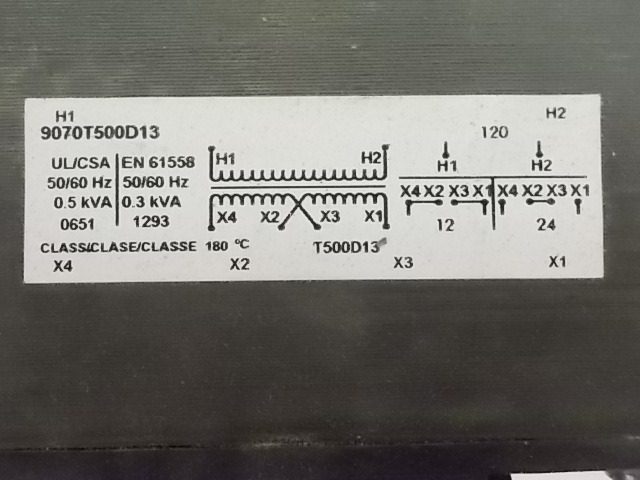 H1 H2
9070T500D13 120
UL/CSA EN 61558 H1 H2 H1 H2
50/60 Hz 50/60 Hz X4 X2 X3 X1 X4 X2 X3 X1
0.5 kVA 0.3 kVA X4 X2 X3 X1
0651 1293 12 24
CLASS/CLASE/CLASSE 180 °C T500D13
X4 X2 X3 X1